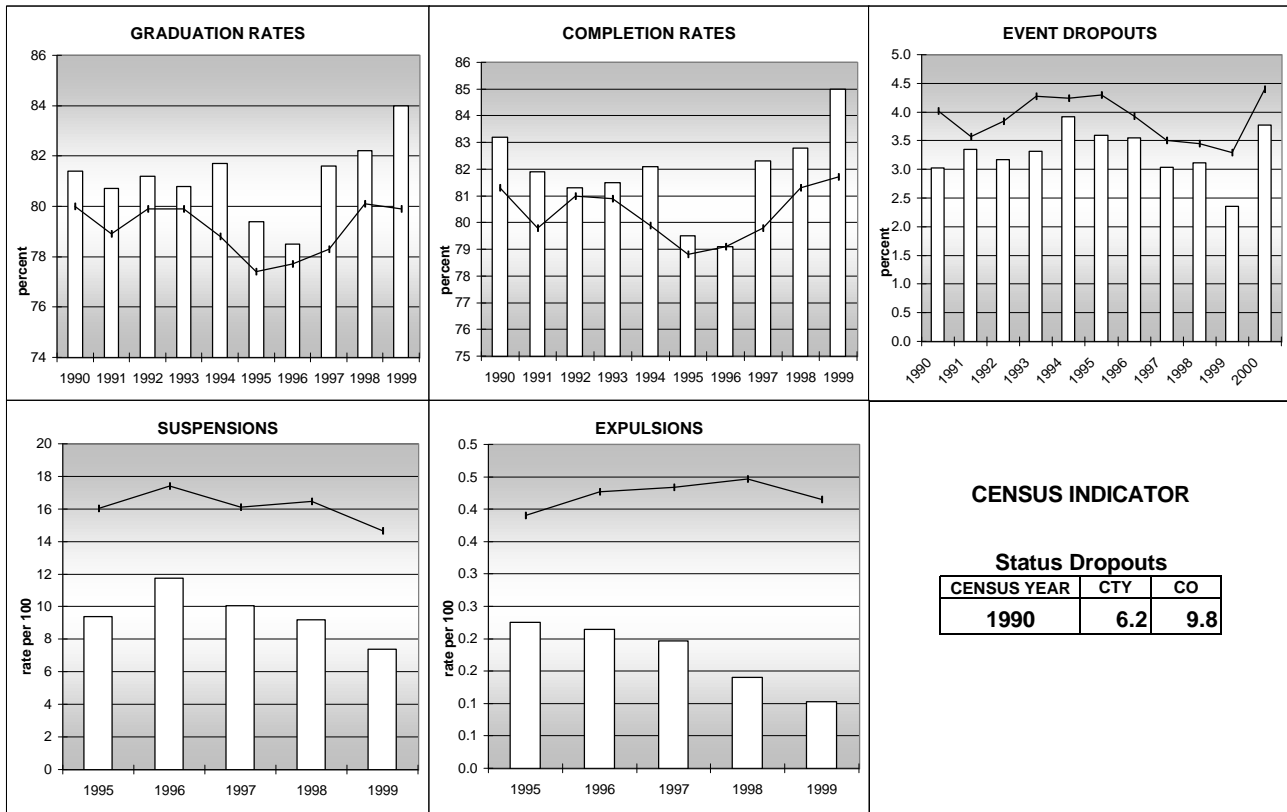 GRADUATION RATES
86
84
82
80
78
76
74
percent
1990 1991 1992 1993 1994 1995 1996 1997 1998 1999
COMPLETION RATES
86
85
84
83
82
81
80
79
78
77
76
75
percent
1990 1991 1992 1993 1994 1995 1996 1997 1998 1999
EVENT DROPOUTS
5.0
4.5
4.0
3.5
3.0
2.5
2.0
1.5
1.0
0.5
0.0
percent
1990 1991 1992 1993 1994 1995 1996 1997 1998 1999 2000
SUSPENSIONS
20
18
16
14
12
10
8
6
4
2
0
rate per 100
1995 1996 1997 1998 1999
EXPULSIONS
0.5
0.5
0.4
0.4
0.3
0.3
0.2
0.2
0.1
0.1
0.0
rate per 100
1995 1996 1997 1998 1999
CENSUS INDICATOR
Status Dropouts
CENSUS YEAR CTY CO
1990 6.2 9.8